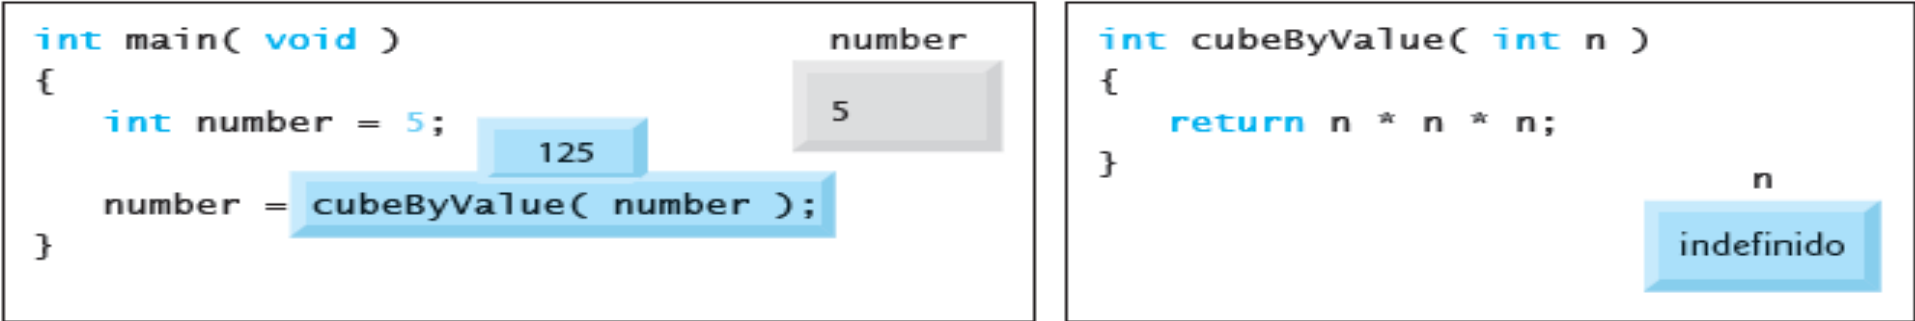 int main( void )
{
int number = 5;
number = cubeByValue( number );
}
125
number
5
int cubeByValue( int n )
{
return n * n * n;
}
n
indefinido